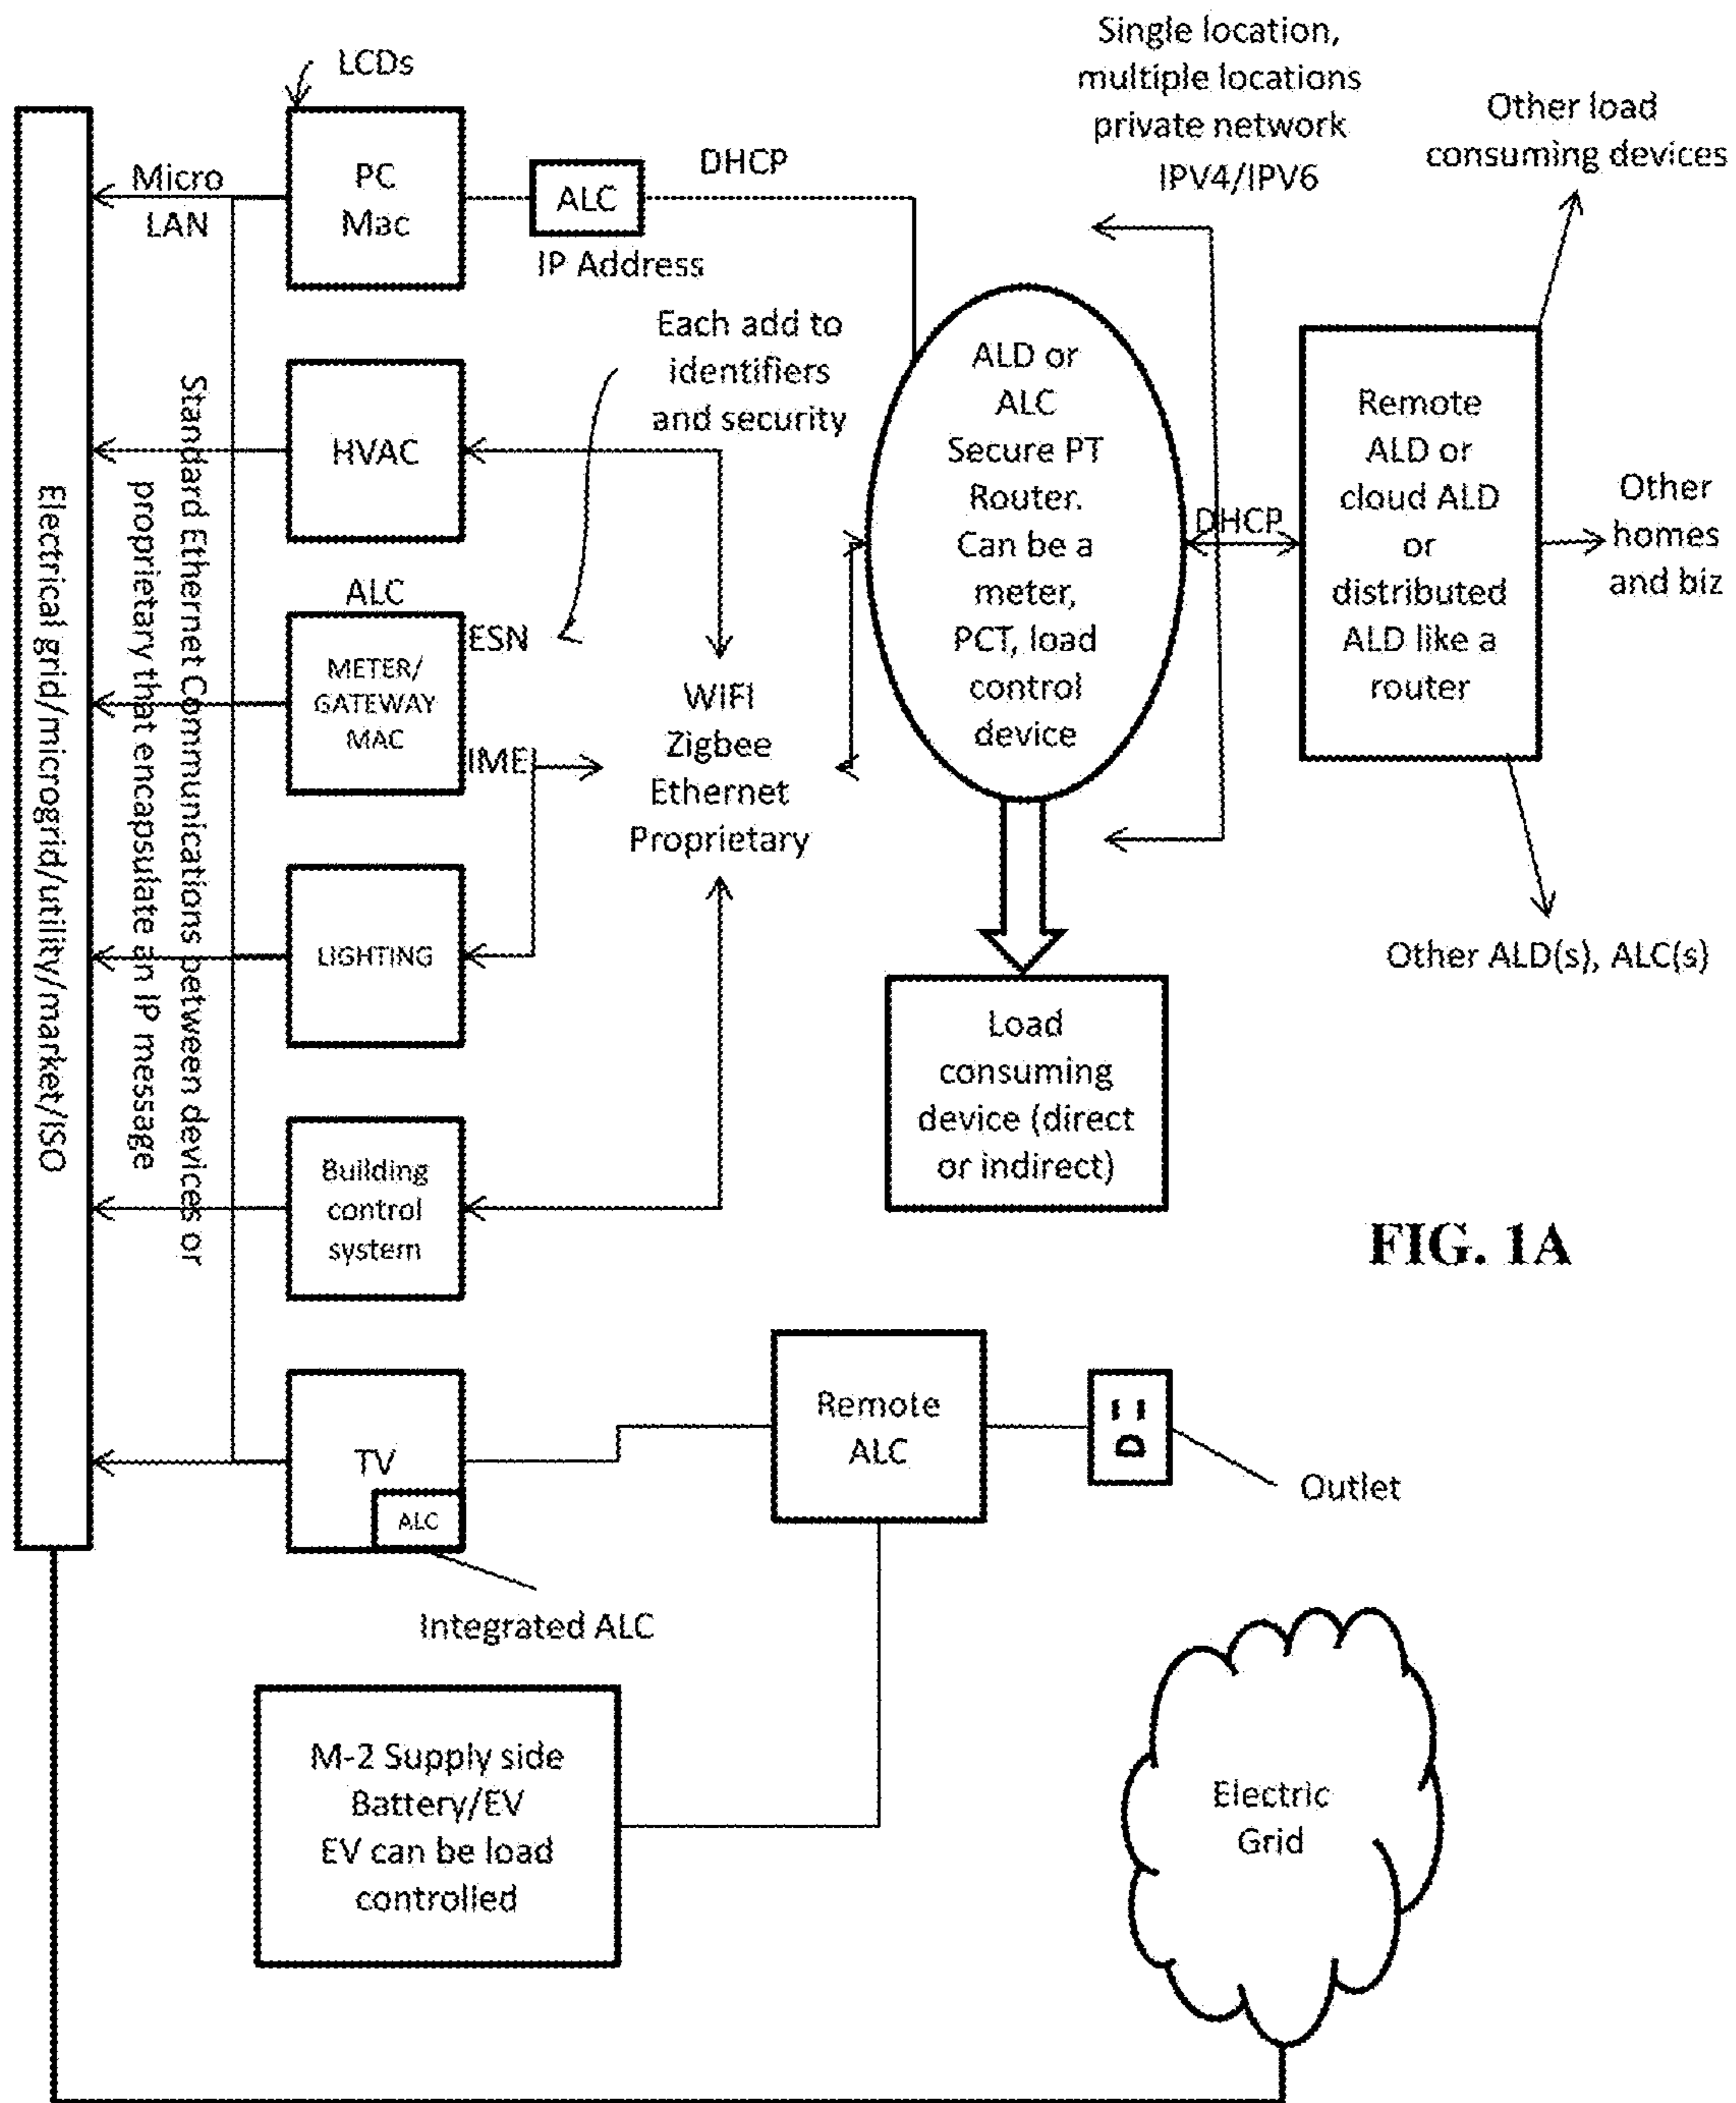 LCDs
Single location,
multiple locations
private network
IPV4/IPV6
Other load
consuming devices
Micro
LAN
PC
Mac
ALC
DHCP
IP Address
Each add to
identifiers
and security
HVAC
ALC
METER/
GATEWAY
MAC
ESN
IMEI
WIFI
Zigbee
Ethernet
Proprietary
ALD or
ALC
Secure PT
Router.
Can be a
meter,
PCT, load
control
device
DHCP
Remote
ALD or
cloud ALD
or
distributed
ALD like a
router
Other
homes
and biz
Other ALD(s), ALC(s)
Electrical grid/microgrid/utility/market/ISO
Standard Ethernet Communications between devices or
proprietary that encapsulate an IP message
LIGHTING
Load
consuming
device (direct
or indirect)
Building
control
system
FIG. 1A
TV
ALC
Integrated ALC
Remote
ALC
Outlet
M-2 Supply side
Battery/EV
EV can be load
controlled
Electric
Grid